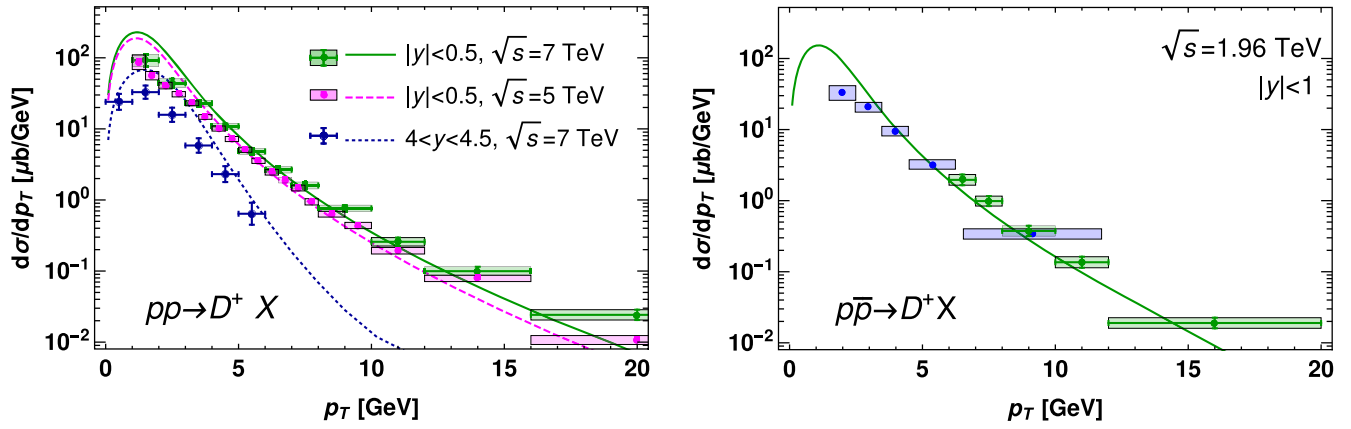 dσ/dp_T [μb/GeV]
10²
10¹
10⁰
10⁻¹
10⁻²
|y|<0.5, √s=7 TeV
|y|<0.5, √s=5 TeV
4<y<4.5, √s=7 TeV
pp→D⁺ X
0 5 10 15 20
p_T [GeV]
dσ/dp_T [μb/GeV]
10²
10¹
10⁰
10⁻¹
10⁻²
√s=1.96 TeV
|y|<1
pp̅→D⁺X
0 5 10 15 20
p_T [GeV]